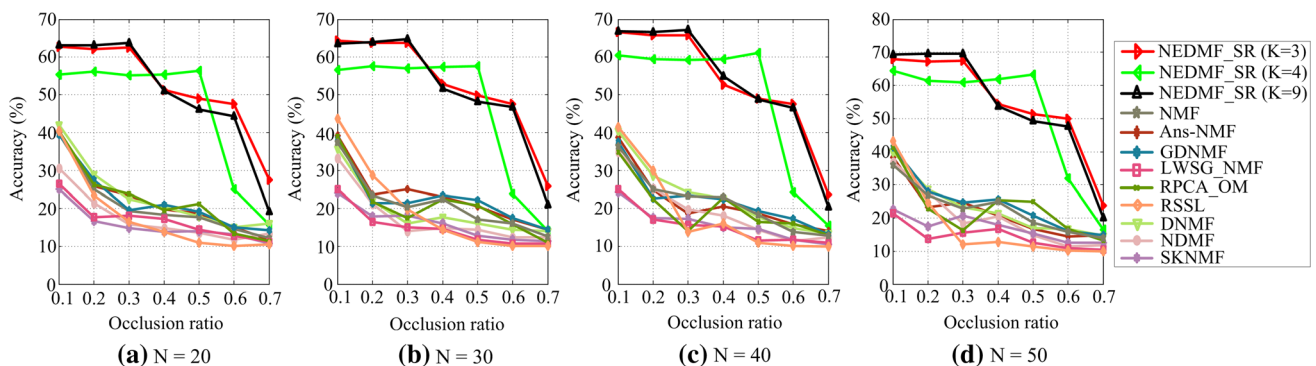 70 70 70 80
60 60 60 70
50 50 50 60
40 40 40 50
30 30 30 40
20 20 20 30
10 10 10 20
0 0 0 10
0
Accuracy (%) Accuracy (%) Accuracy (%) Accuracy (%)
0.1 0.2 0.3 0.4 0.5 0.6 0.7 0.1 0.2 0.3 0.4 0.5 0.6 0.7 0.1 0.2 0.3 0.4 0.5 0.6 0.7 0.1 0.2 0.3 0.4 0.5 0.6 0.7
Occlusion ratio Occlusion ratio Occlusion ratio Occlusion ratio
(a) N = 20 (b) N = 30 (c) N = 40 (d) N = 50
NEDMF_SR (K=3)
NEDMF_SR (K=4)
NEDMF_SR (K=9)
NMF
Ans-NMF
GDNMF
LWSG_NMF
RPCA_OM
RSSL
DNMF
NDMF
SKNMF